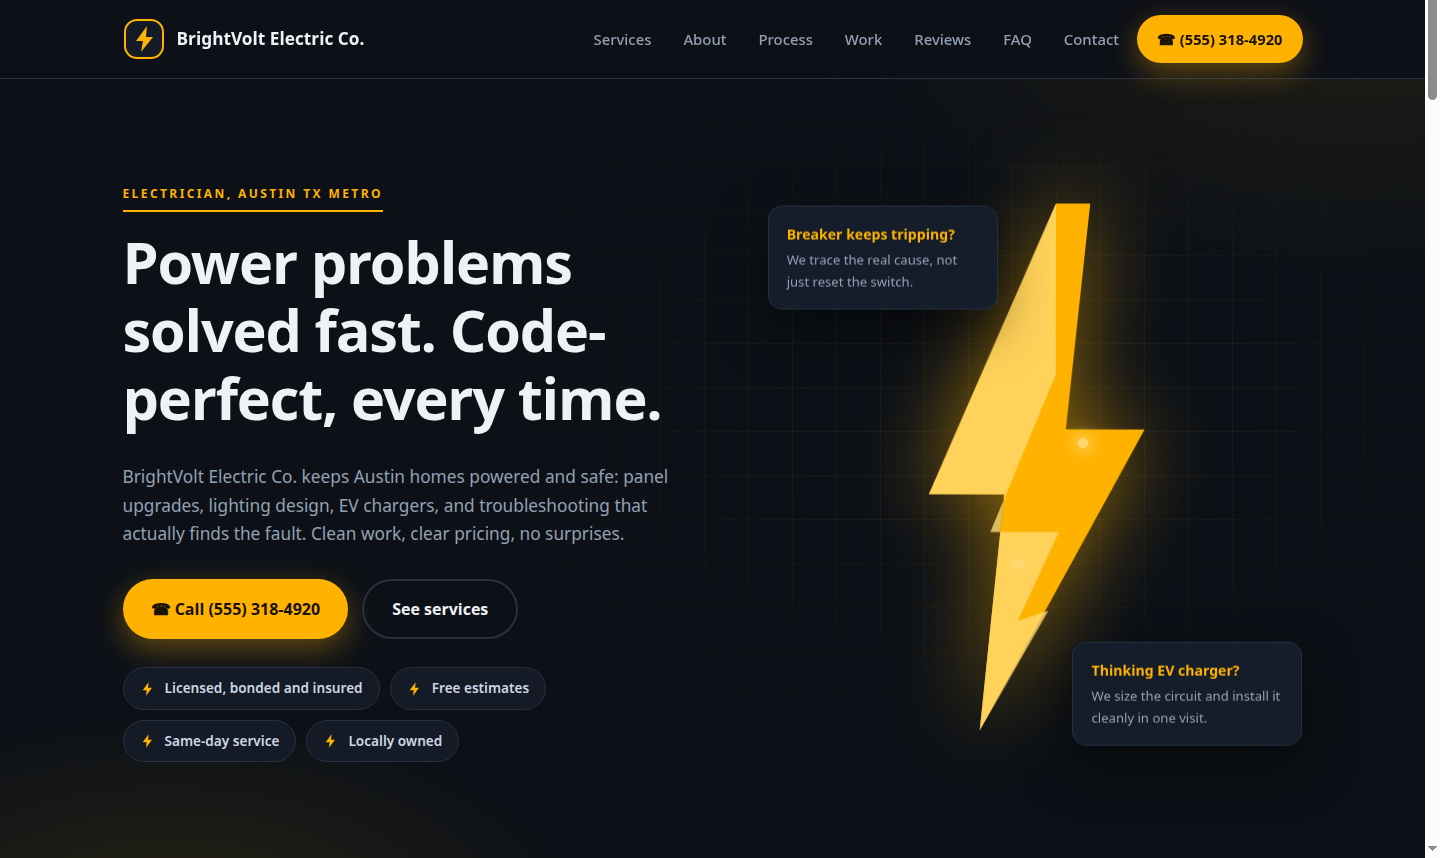 BrightVolt Electric Co.
Services
About
Process
Work
Reviews
FAQ
Contact
☎ (555) 318-4920
ELECTRICIAN, AUSTIN TX METRO
Power problems
solved fast. Code-
perfect, every time.
BrightVolt Electric Co. keeps Austin homes powered and safe: panel
upgrades, lighting design, EV chargers, and troubleshooting that
actually finds the fault. Clean work, clear pricing, no surprises.
☎ Call (555) 318-4920
See services
Licensed, bonded and insured
Free estimates
Same-day service
Locally owned
Breaker keeps tripping?
We trace the real cause, not
just reset the switch.
Thinking EV charger?
We size the circuit and install it
cleanly in one visit.